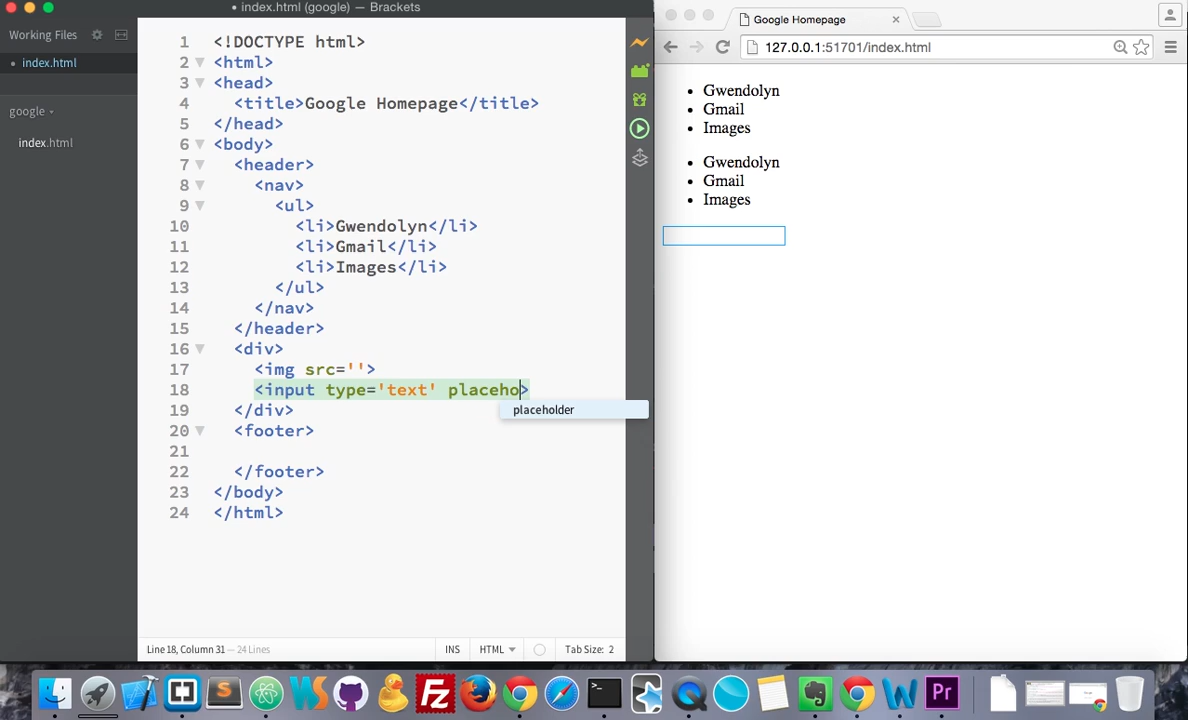 index.html (google) — Brackets
Working Files
index.html
google
index.html
1 <!DOCTYPE html>
2 <html>
3 <head>
4 <title>Google Homepage</title>
5 </head>
6 <body>
7 <header>
8 <nav>
9 <ul>
10 <li>Gwendolyn</li>
11 <li>Gmail</li>
12 <li>Images</li>
13 </ul>
14 </nav>
15 </header>
16 <div>
17 <img src=''>
18 <input type='text' placeho>
placeholder
19 </div>
20 <footer>
21
22 </footer>
23 </body>
24 </html>
Line 18, Column 31 — 24 Lines
INS
HTML
Tab Size: 2
Google Homepage
127.0.0.1:51701/index.html
• Gwendolyn
• Gmail
• Images
• Gwendolyn
• Gmail
• Images
S
WS
Fz
>_
W
Pr